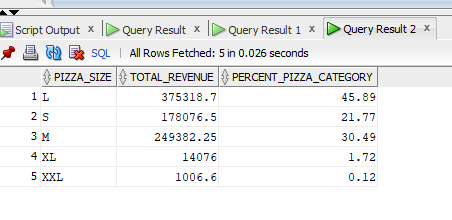 Script Output × Query Result × Query Result 1 × Query Result 2 ×
SQL | All Rows Fetched: 5 in 0.026 seconds
PIZZA_SIZE TOTAL_REVENUE PERCENT_PIZZA_CATEGORY
1 L 375318.7 45.89
2 S 178076.5 21.77
3 M 249382.25 30.49
4 XL 14076 1.72
5 XXL 1006.6 0.12